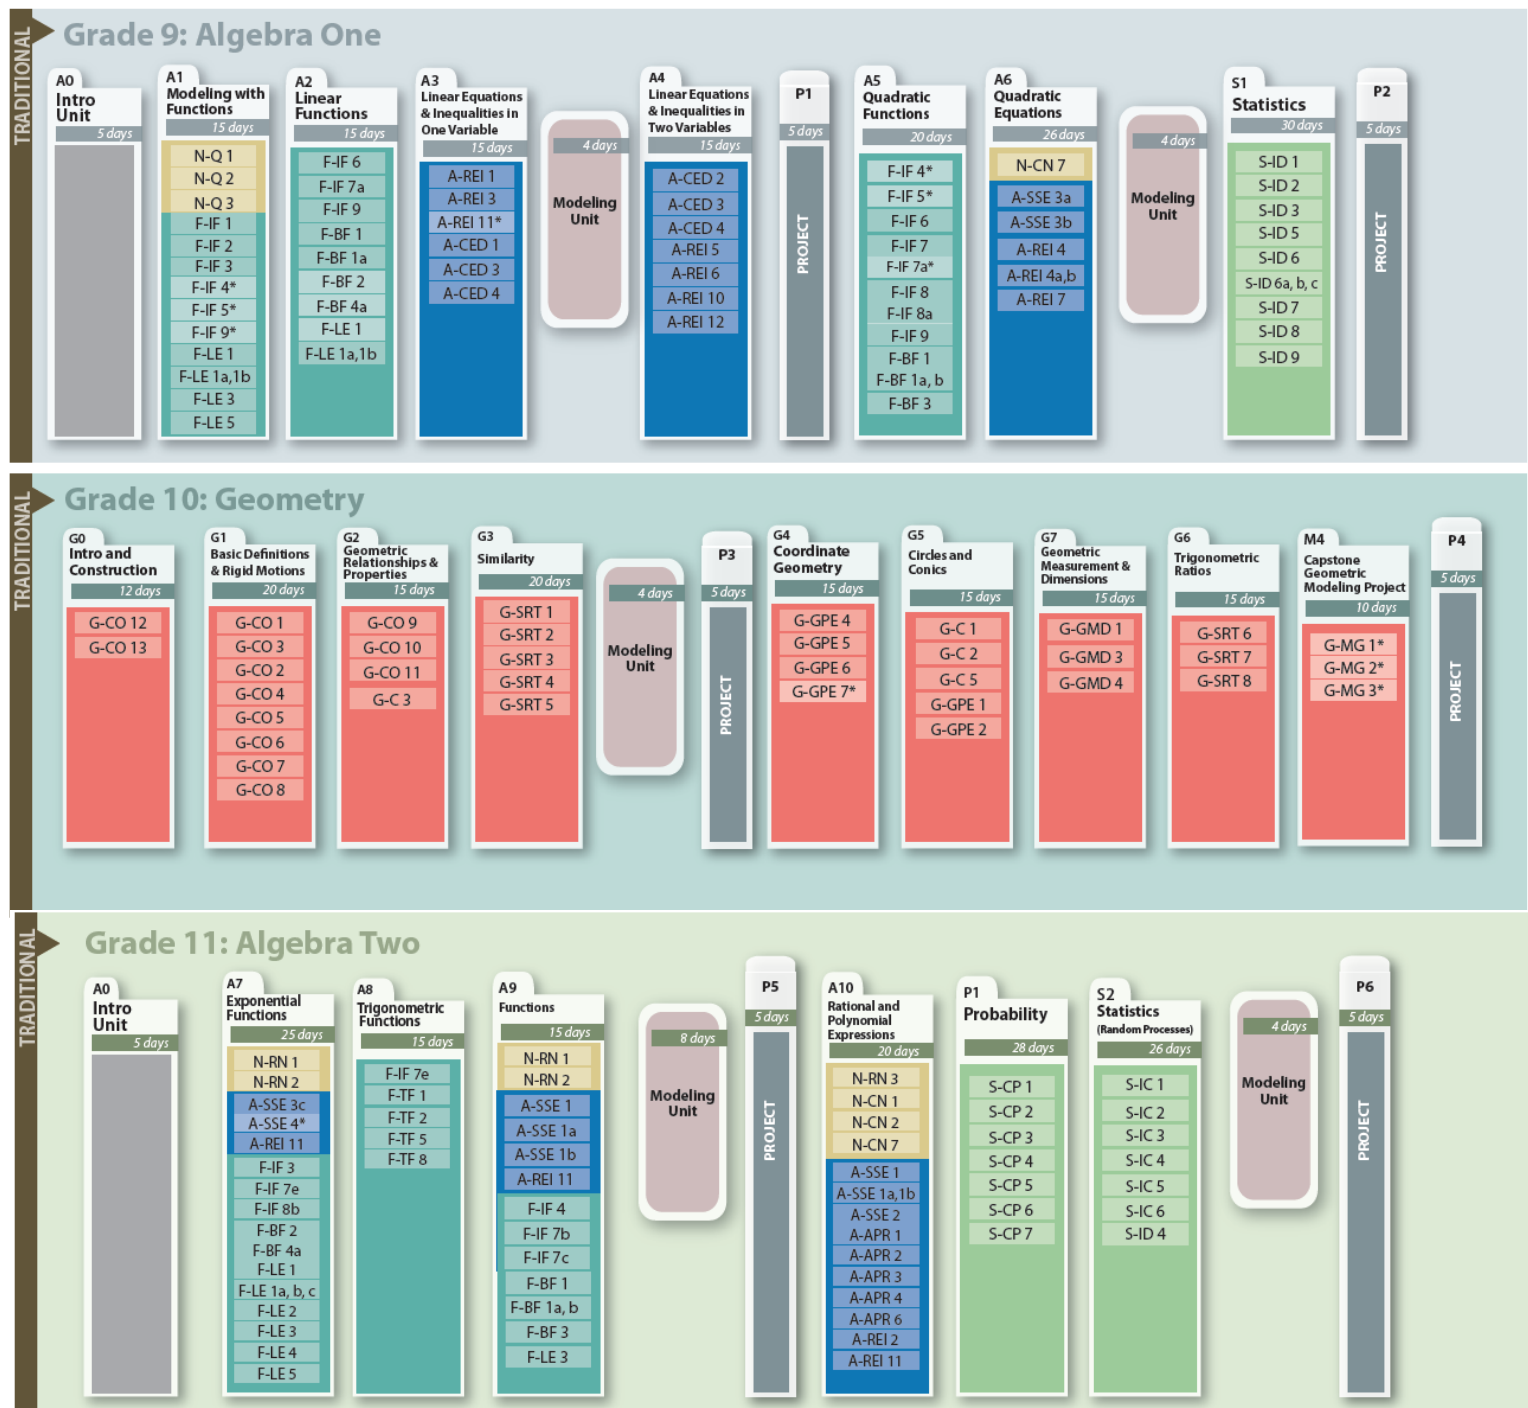 TRADITIONAL
Grade 9: Algebra One
A0
Intro
Unit
5 days
A1
Modeling with
Functions
15 days
N-Q 1
N-Q 2
N-Q 3
F-IF 1
F-IF 2
F-IF 3
F-IF 4*
F-IF 5*
F-IF 9*
F-LE 1
F-LE 1a,1b
F-LE 3
F-LE 5
A2
Linear
Functions
15 days
F-IF 6
F-IF 7a
F-IF 9
F-BF 1
F-BF 1a
F-BF 2
F-BF 4a
F-LE 1
F-LE 1a,1b
A3
Linear Equations
& Inequalities in
One Variable
15 days
A-REI 1
A-REI 3
A-REI 11*
A-CED 1
A-CED 3
A-CED 4
4 days
Modeling
Unit
A4
Linear Equations
& Inequalities in
Two Variables
15 days
A-CED 2
A-CED 3
A-CED 4
A-REI 5
A-REI 6
A-REI 10
A-REI 12
P1
5 days
PROJECT
A5
Quadratic
Functions
20 days
F-IF 4*
F-IF 5*
F-IF 6
F-IF 7
F-IF 7a*
F-IF 8
F-IF 8a
F-IF 9
F-BF 1
F-BF 1a, b
F-BF 3
A6
Quadratic
Equations
26 days
N-CN 7
A-SSE 3a
A-SSE 3b
A-REI 4
A-REI 4a,b
A-REI 7
4 days
Modeling
Unit
S1
Statistics
30 days
S-ID 1
S-ID 2
S-ID 3
S-ID 5
S-ID 6
S-ID 6a, b, c
S-ID 7
S-ID 8
S-ID 9
P2
5 days
PROJECT
TRADITIONAL
Grade 10: Geometry
G0
Intro and
Construction
12 days
G-CO 12
G-CO 13
G1
Basic Definitions
& Rigid Motions
20 days
G-CO 1
G-CO 3
G-CO 2
G-CO 4
G-CO 5
G-CO 6
G-CO 7
G-CO 8
G2
Geometric
Relationships &
Properties
15 days
G-CO 9
G-CO 10
G-CO 11
G-C 3
G3
Similarity
20 days
G-SRT 1
G-SRT 2
G-SRT 3
G-SRT 4
G-SRT 5
4 days
Modeling
Unit
P3
5 days
PROJECT
G4
Coordinate
Geometry
15 days
G-GPE 4
G-GPE 5
G-GPE 6
G-GPE 7*
G5
Circles and
Conics
15 days
G-C 1
G-C 2
G-C 5
G-GPE 1
G-GPE 2
G7
Geometric
Measurement &
Dimensions
15 days
G-GMD 1
G-GMD 3
G-GMD 4
G6
Trigonometric
Ratios
15 days
G-SRT 6
G-SRT 7
G-SRT 8
M4
Capstone
Geometric
Modeling Project
10 days
G-MG 1*
G-MG 2*
G-MG 3*
P4
5 days
PROJECT
TRADITIONAL
Grade 11: Algebra Two
A0
Intro
Unit
5 days
A7
Exponential
Functions
25 days
N-RN 1
N-RN 2
A-SSE 3c
A-SSE 4*
A-REI 11
F-IF 3
F-IF 7e
F-IF 8b
F-BF 2
F-BF 4a
F-LE 1
F-LE 1a, b, c
F-LE 2
F-LE 3
F-LE 4
F-LE 5
A8
Trigonometric
Functions
15 days
F-IF 7e
F-TF 1
F-TF 2
F-TF 5
F-TF 8
A9
Functions
15 days
N-RN 1
N-RN 2
A-SSE 1
A-SSE 1a
A-SSE 1b
A-REI 11
F-IF 4
F-IF 7b
F-IF 7c
F-BF 1
F-BF 1a, b
F-BF 3
F-LE 3
8 days
Modeling
Unit
P5
5 days
PROJECT
A10
Rational and
Polynomial
Expressions
20 days
N-RN 3
N-CN 1
N-CN 2
N-CN 7
A-SSE 1
A-SSE 1a,1b
A-SSE 2
A-APR 1
A-APR 2
A-APR 3
A-APR 4
A-APR 6
A-REI 2
A-REI 11
P1
Probability
28 days
S-CP 1
S-CP 2
S-CP 3
S-CP 4
S-CP 5
S-CP 6
S-CP 7
S2
Statistics
(Random Processes)
26 days
S-IC 1
S-IC 2
S-IC 3
S-IC 4
S-IC 5
S-IC 6
S-ID 4
4 days
Modeling
Unit
P6
5 days
PROJECT